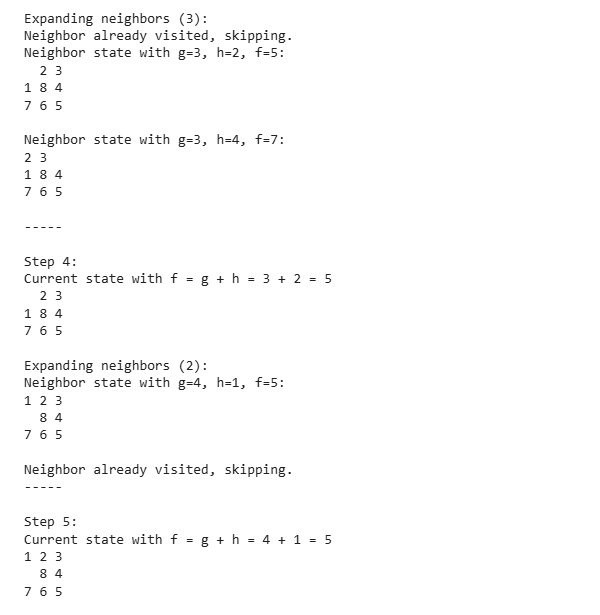 Expanding neighbors (3):
Neighbor already visited, skipping.
Neighbor state with g=3, h=2, f=5:
  2 3
1 8 4
7 6 5

Neighbor state with g=3, h=4, f=7:
2 3
1 8 4
7 6 5

-----

Step 4:
Current state with f = g + h = 3 + 2 = 5
  2 3
1 8 4
7 6 5

Expanding neighbors (2):
Neighbor state with g=4, h=1, f=5:
1 2 3
  8 4
7 6 5

Neighbor already visited, skipping.
-----

Step 5:
Current state with f = g + h = 4 + 1 = 5
1 2 3
  8 4
7 6 5